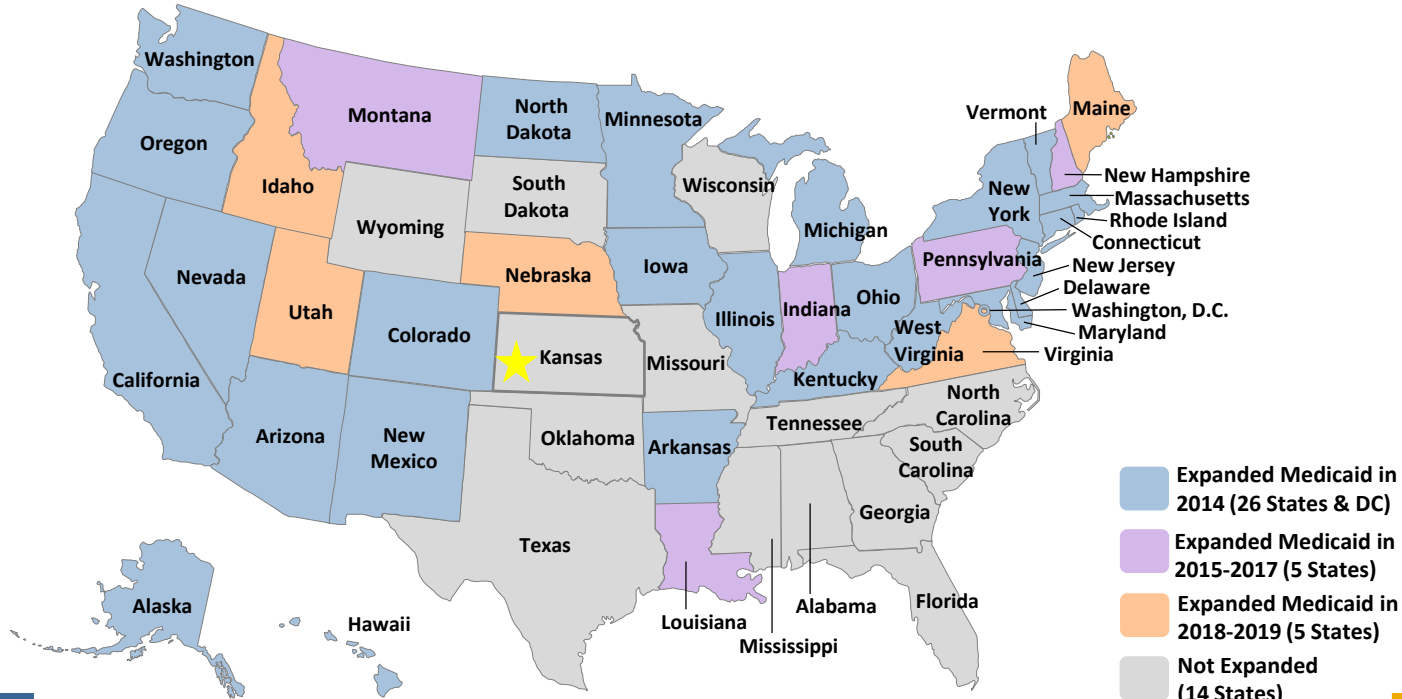 Washington
Montana
North
Dakota
Minnesota
Vermont
Maine
Oregon
Idaho
South
Dakota
Wisconsin
New Hampshire
Massachusetts
New
York
Rhode Island
Connecticut
Wyoming
Michigan
Nevada
Nebraska
Iowa
Pennsylvania
New Jersey
Delaware
Utah
Colorado
Illinois
Indiana
Ohio
Washington, D.C.
Maryland
West
Virginia
Virginia
California
Kansas
Missouri
Kentucky
Arizona
New
Mexico
Oklahoma
Arkansas
Tennessee
North
Carolina
South
Carolina
Georgia
Texas
Alaska
Hawaii
Louisiana
Mississippi
Alabama
Florida
Expanded Medicaid in
2014 (26 States & DC)
Expanded Medicaid in
2015-2017 (5 States)
Expanded Medicaid in
2018-2019 (5 States)
Not Expanded
(14 States)